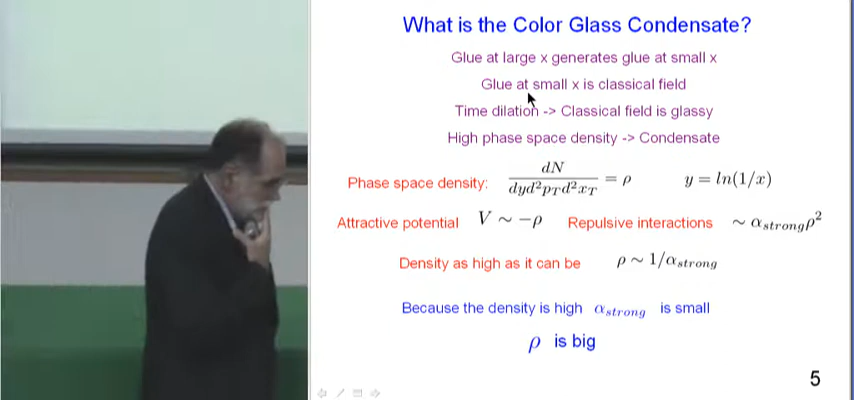 What is the Color Glass Condensate?
Glue at large x generates glue at small x
Glue at small x is classical field
Time dilation -> Classical field is glassy
High phase space density -> Condensate
Phase space density: dN/dyd²p_Td²x_T = ρ y = ln(1/x)
Attractive potential V ∼ −ρ Repulsive interactions ∼ α_strongρ²
Density as high as it can be ρ ∼ 1/α_strong
Because the density is high α_strong is small
ρ is big
5